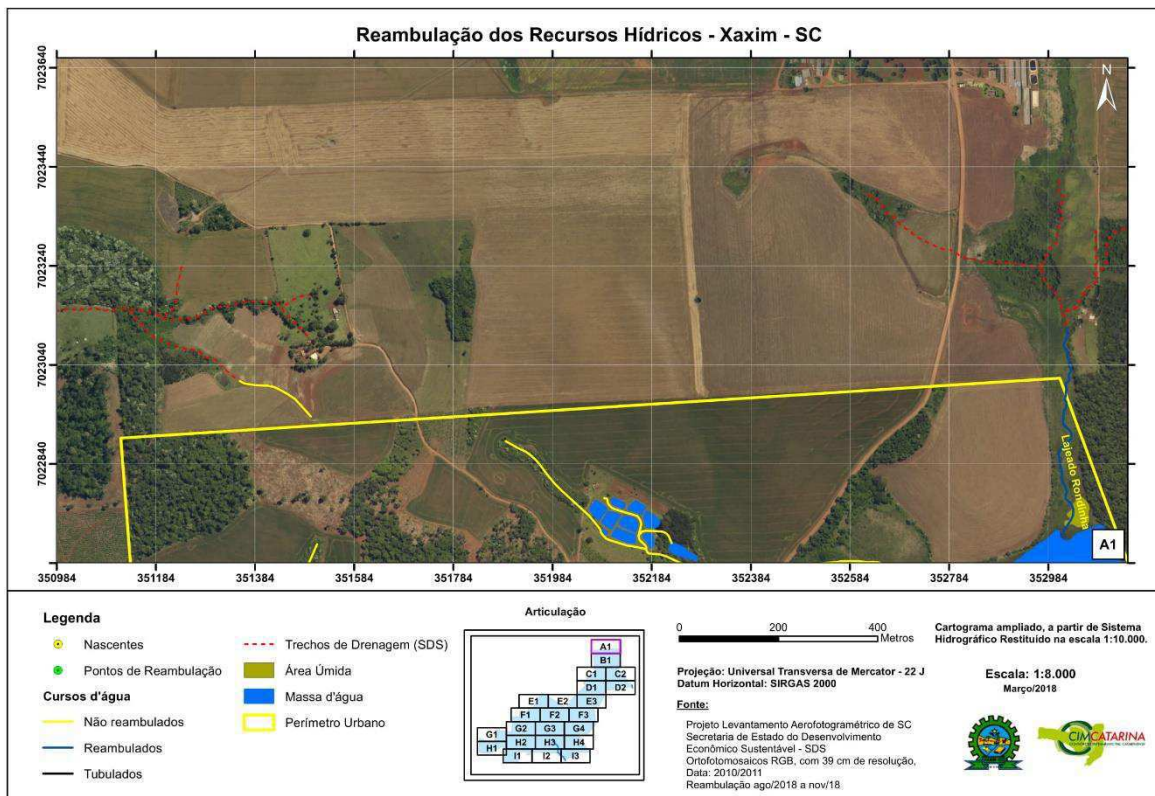 Reambulação dos Recursos Hídricos - Xaxim - SC
7023640
7023440
7023240
7023040
7022840
N
Lajeado Rondinha
A1
350984 351184 351384 351584 351784 351984 352184 352384 352584 352784 352984
Legenda
Nascentes
Pontos de Reambulação
Cursos d'água
Não reambulados
Reambulados
Tubulados
Trechos de Drenagem (SDS)
Área Úmida
Massa d'água
Perímetro Urbano
Articulação
A1
B1
C1 C2
D1 D2
E1 E2 E3
F1 F2 F3
G1 G2 G3 G4
H1 H2 H3 H4
I1 I2 I3
0 200 400
Metros
Projeção: Universal Transversa de Mercator - 22 J
Datum Horizontal: SIRGAS 2000
Fonte:
Projeto Levantamento Aerofotogramétrico de SC
Secretaria de Estado do Desenvolvimento
Econômico Sustentável - SDS
Ortofotomosaicos RGB, com 39 cm de resolução,
Data: 2010/2011
Reambulação ago/2018 a nov/18
Cartograma ampliado, a partir de Sistema
Hidrográfico Restituido na escala 1:10.000.
Escala: 1:8.000
Março/2018
CIMCATARINA